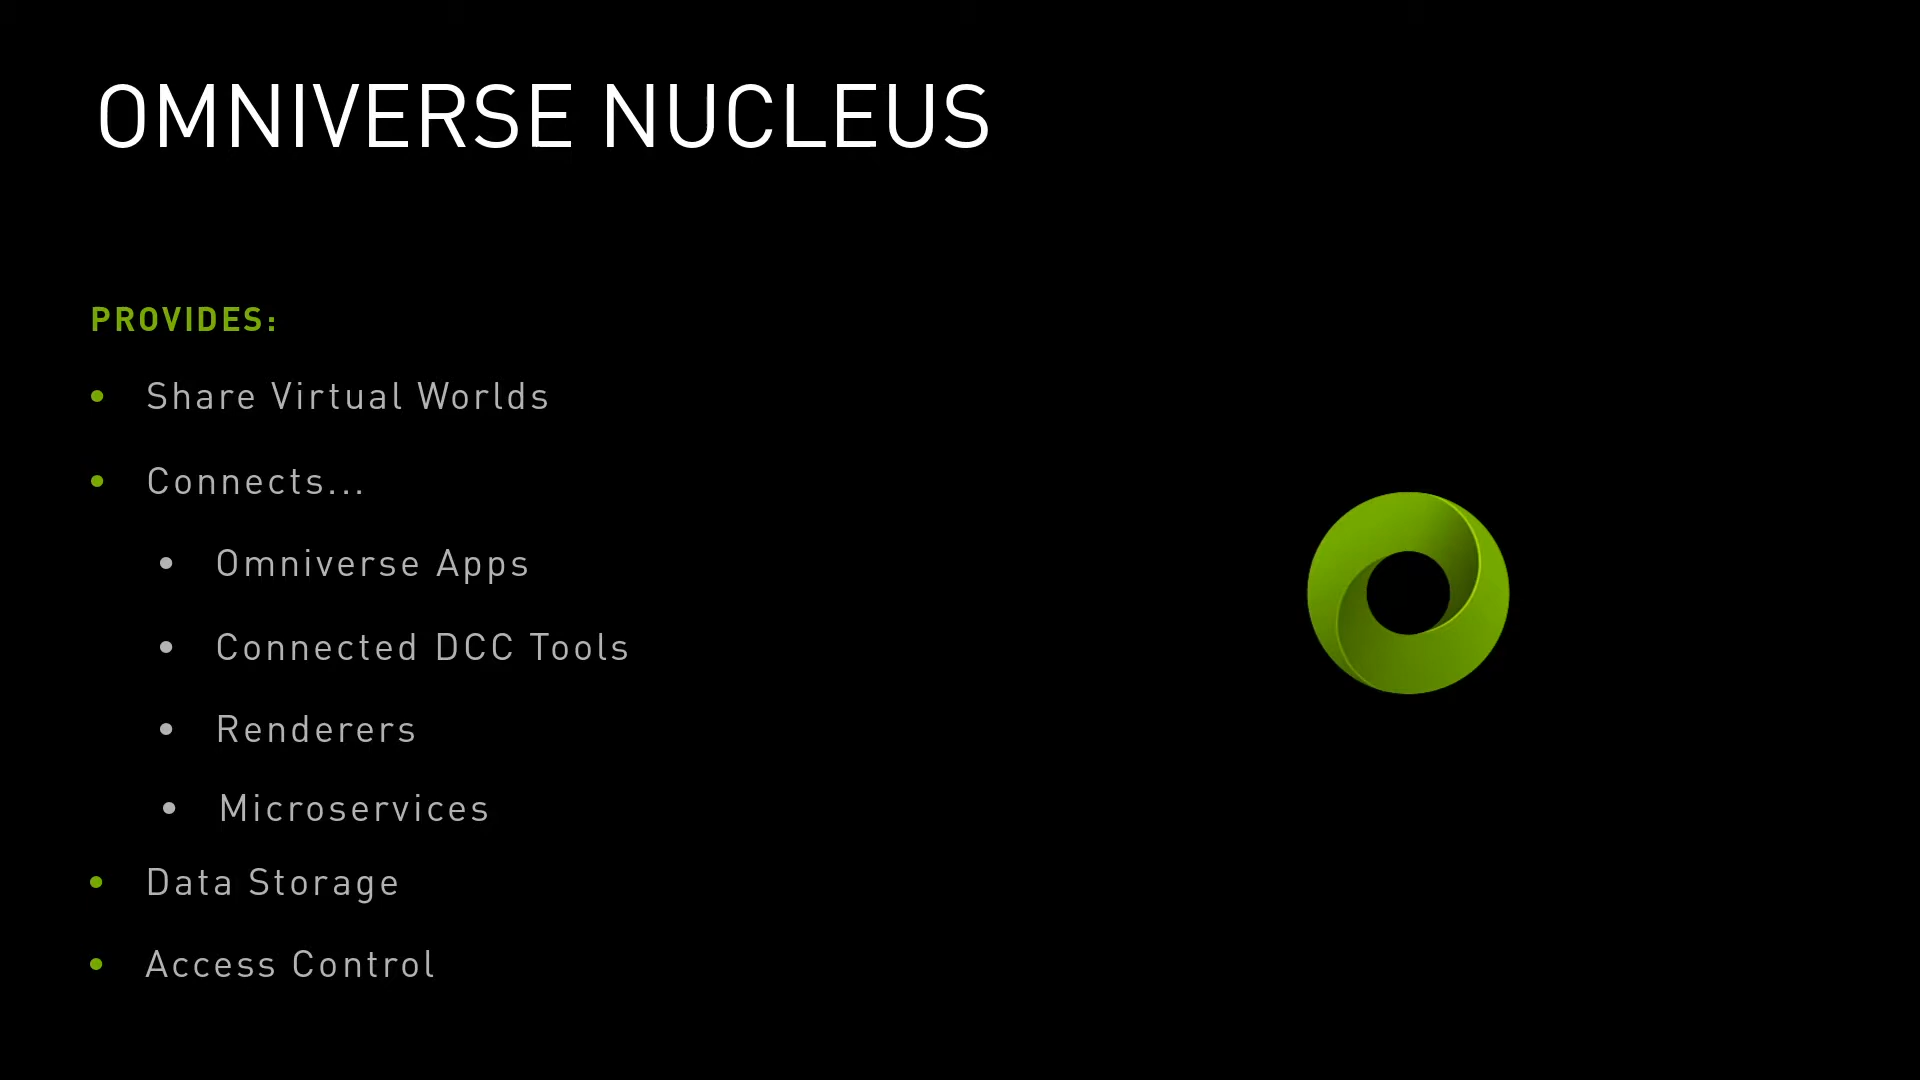 OMNIVERSE NUCLEUS
PROVIDES:
• Share Virtual Worlds
• Connects...
• Omniverse Apps
• Connected DCC Tools
• Renderers
• Microservices
• Data Storage
• Access Control